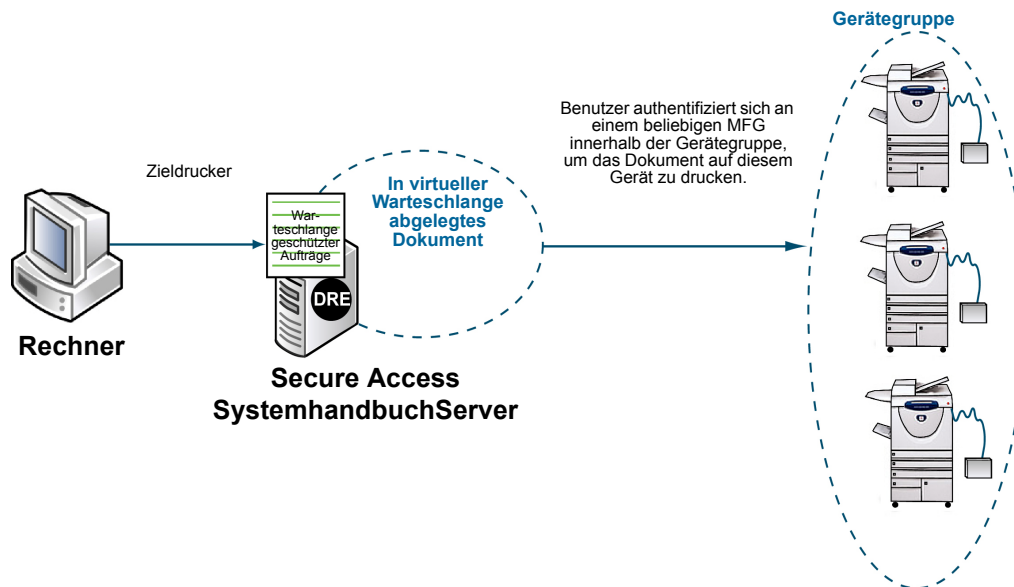 Gerätegruppe
Benutzer authentifiziert sich an
einem beliebigen MFG
innerhalb der Gerätegruppe,
um das Dokument auf diesem
Gerät zu drucken.
Zieldrucker
In virtueller
Warteschlange
abgelegtes
Dokument
War-
teschlange
geschützter
Aufträge
DRE
Rechner
Secure Access
SystemhandbuchServer